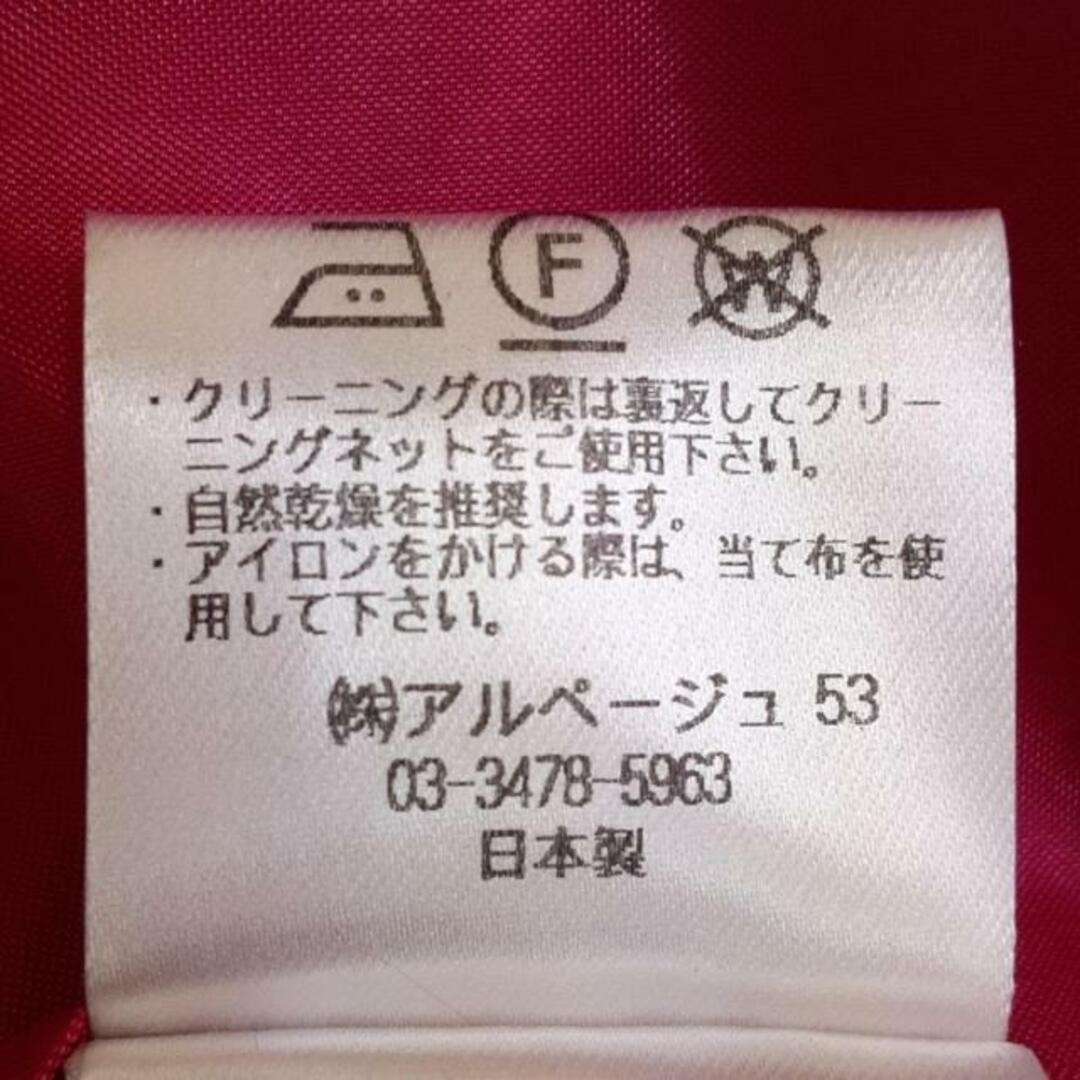 F W
・クリーニングの際は裏返してクリー
ニングネットをご使用下さい。
・自然乾燥を推奨します。
・アイロンをかける際は、当て布を使
用して下さい。
㈱アルページュ 53
03-3478-5963
日本製